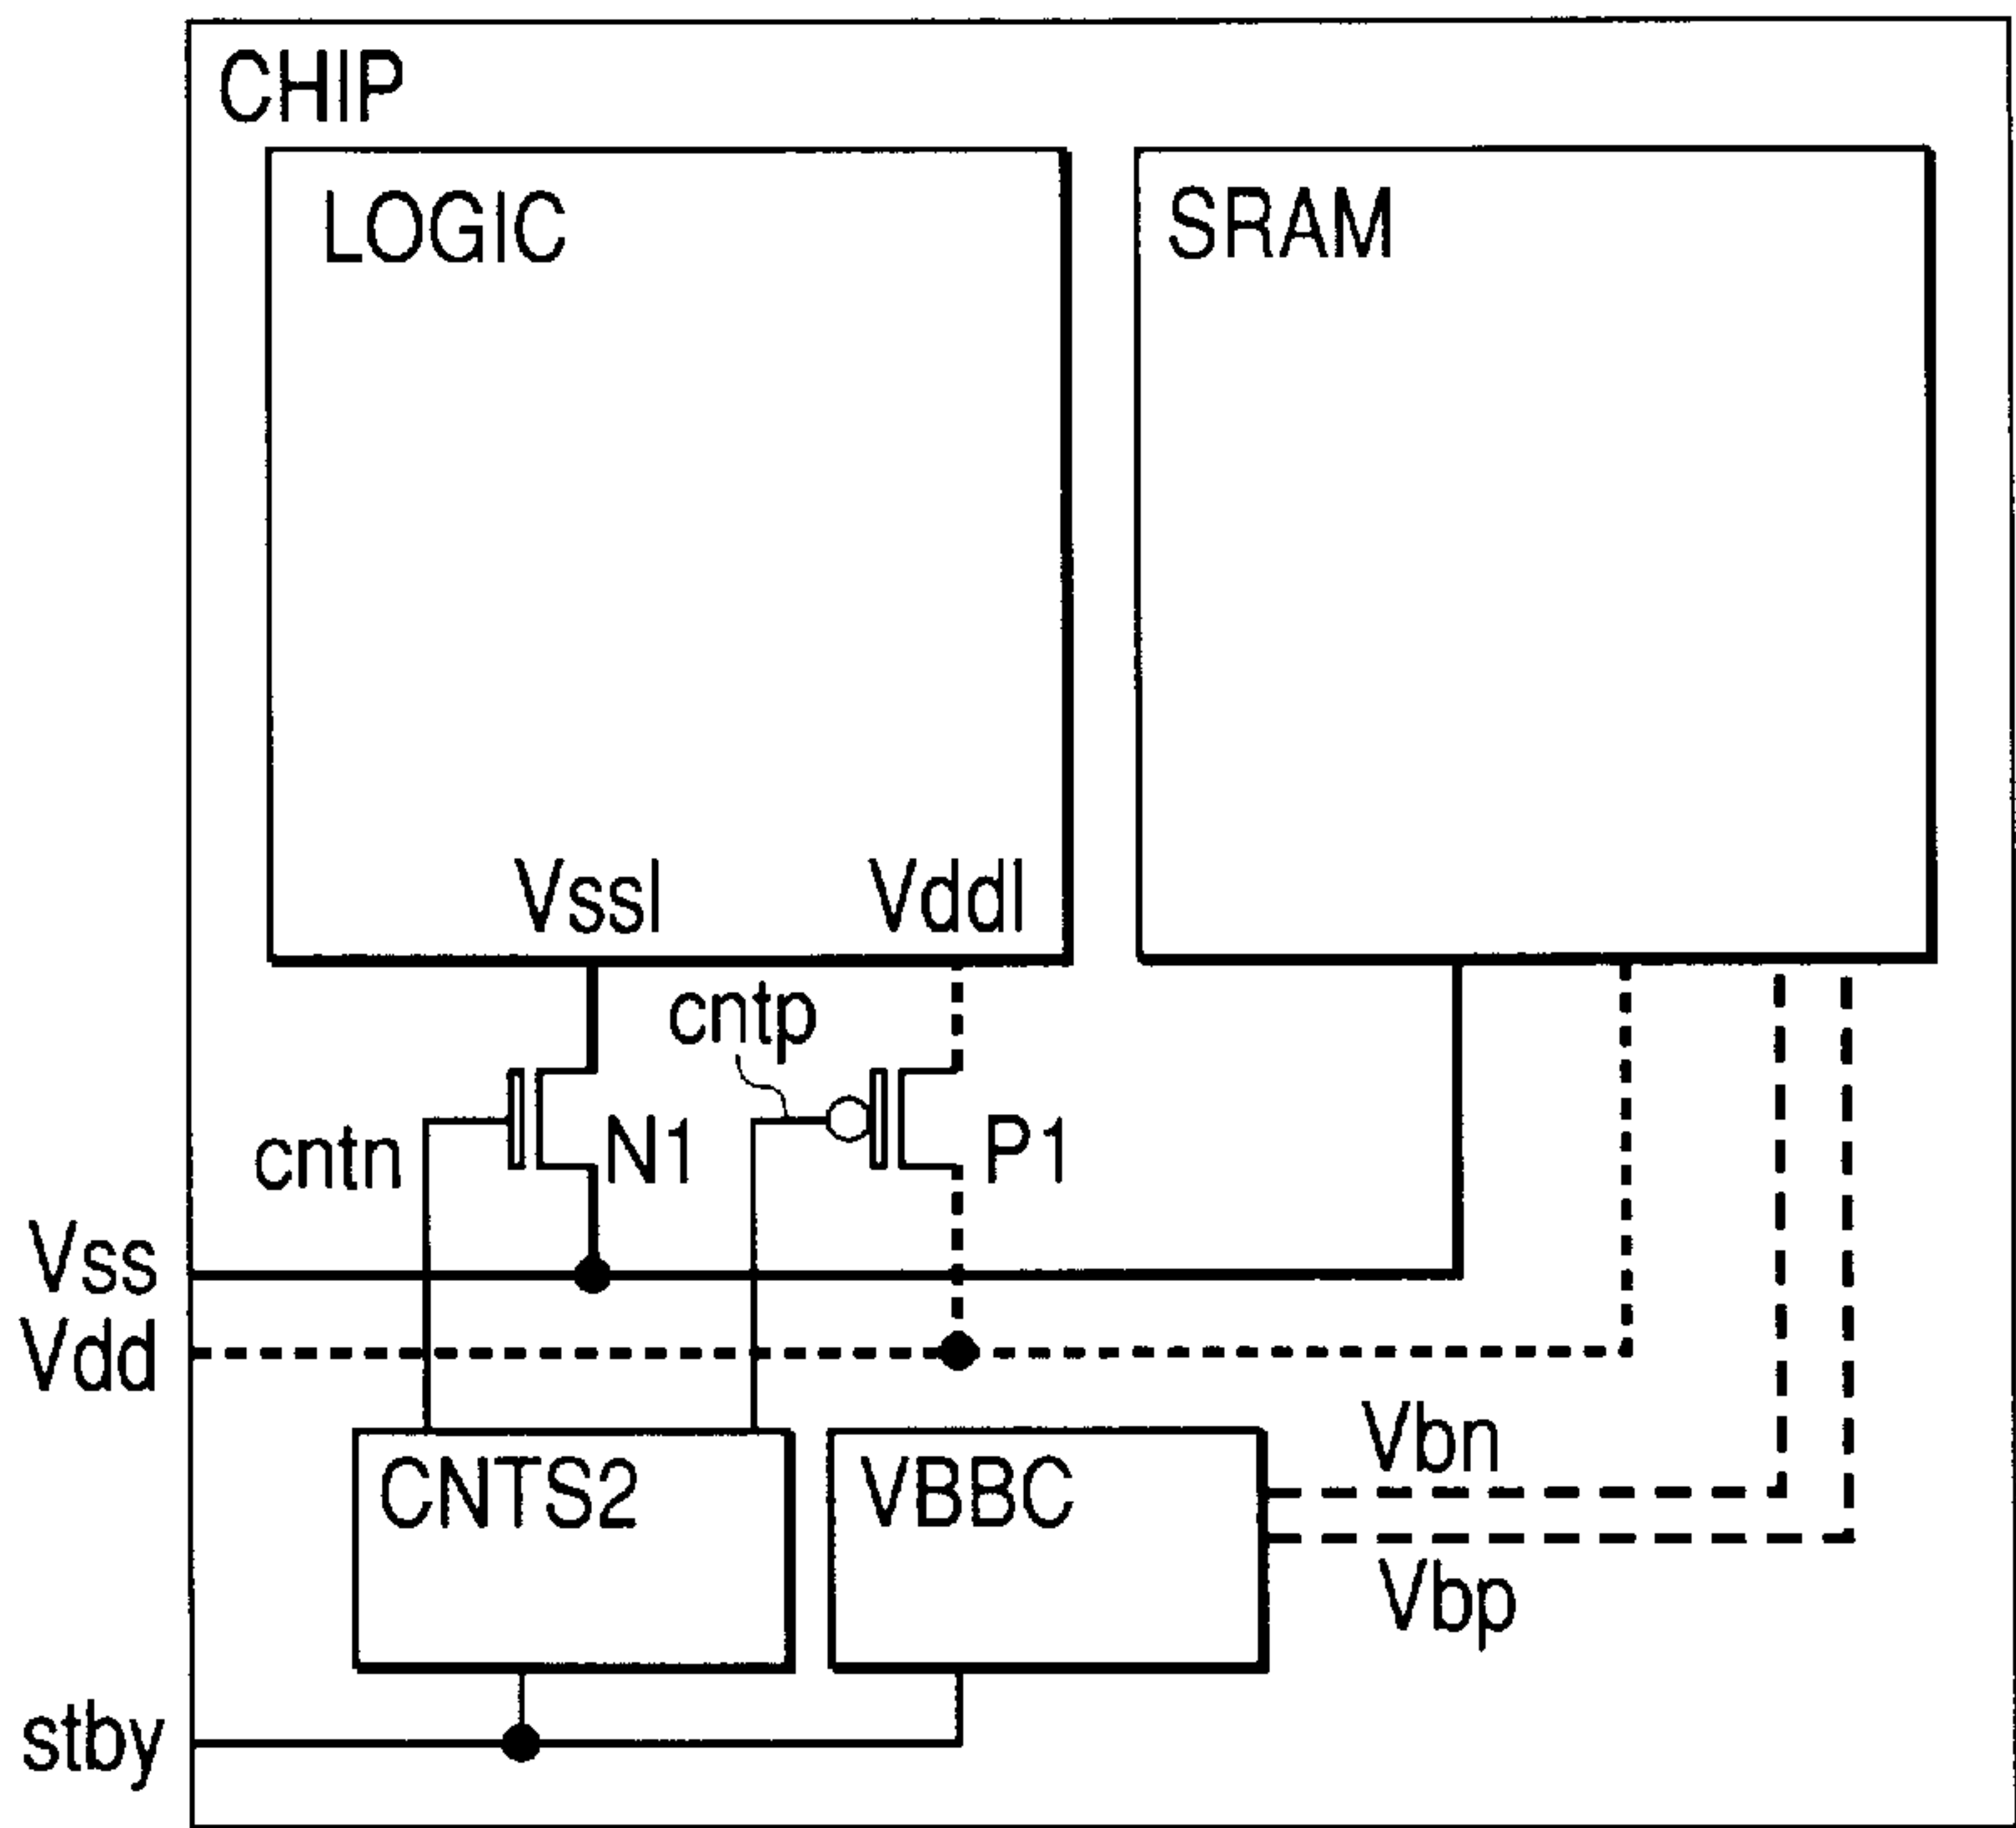 CHIP
LOGIC
SRAM
Vssl
Vddl
cntp
cntn
N1
P1
Vss
Vdd
CNTS2
VBBC
Vbn
Vbp
stby